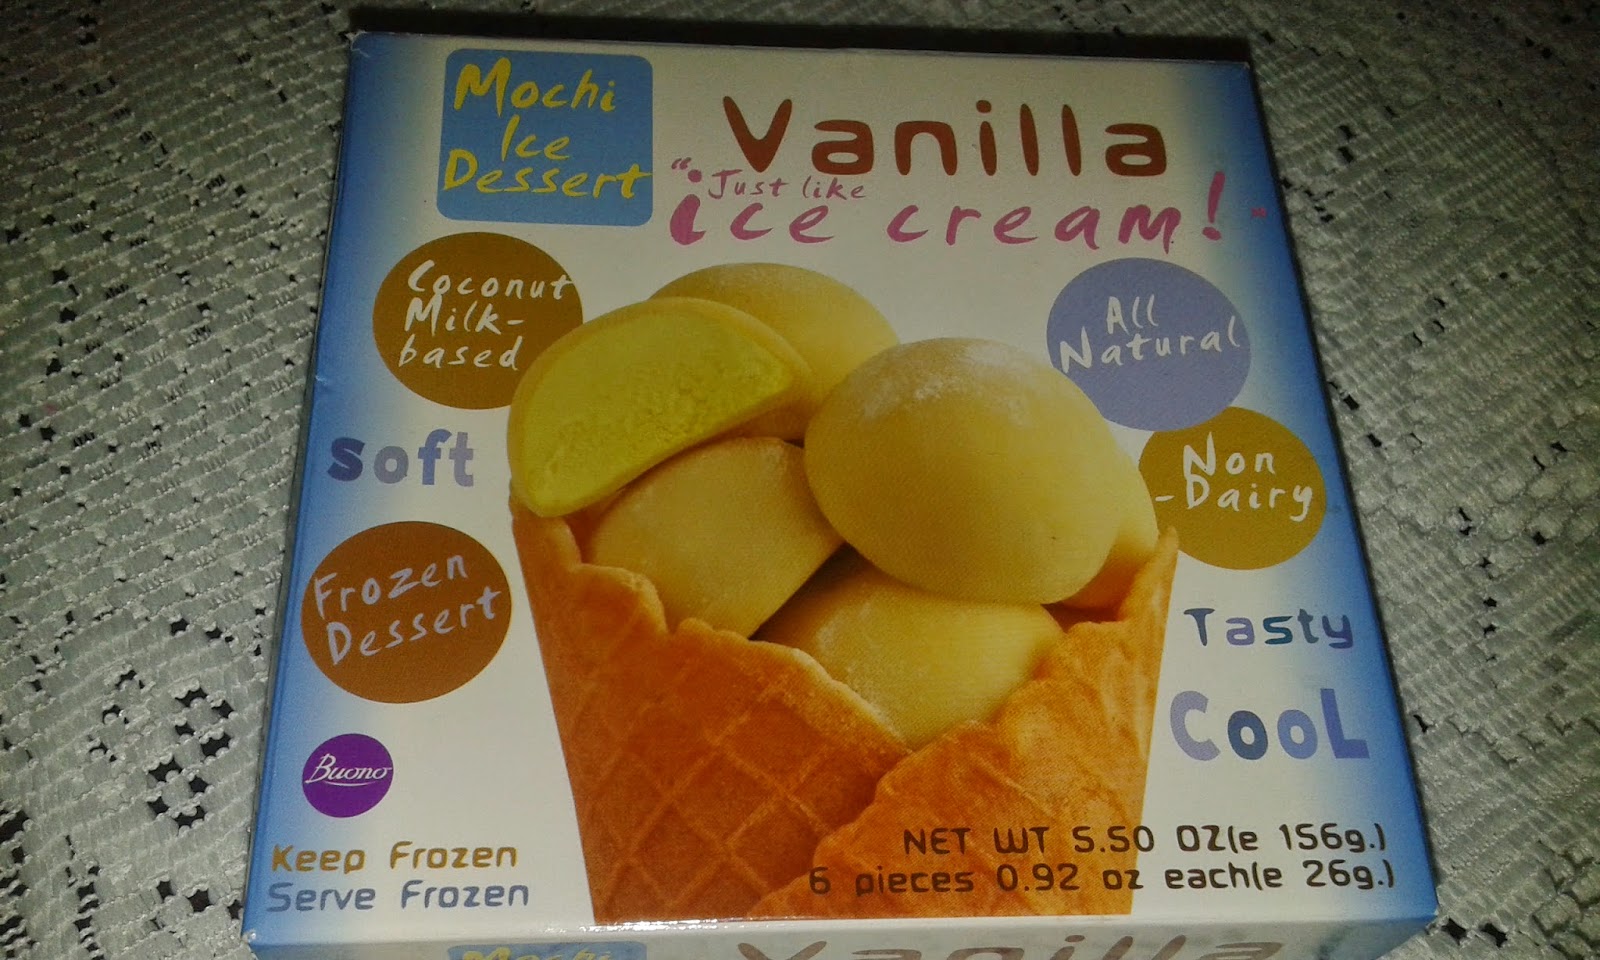 Mochi
Ice
Dessert
Vanilla
"Just like
ice cream!"
Coconut
Milk-
based
All
Natural
Soft
Non
-Dairy
Frozen
Dessert
Tasty
CooL
Buono
Keep Frozen
Serve Frozen
NET WT 5.50 OZ(e 156g.)
6 pieces 0.92 oz each(e 26g.)
Mochi
Vanilla